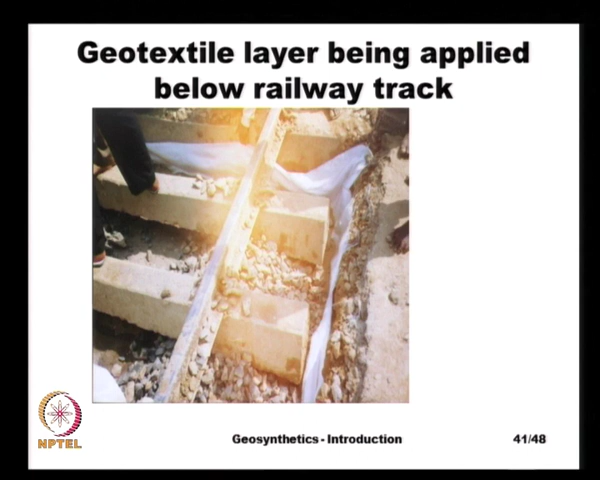 Geotextile layer being applied
below railway track
NPTEL
Geosynthetics - Introduction
41/48